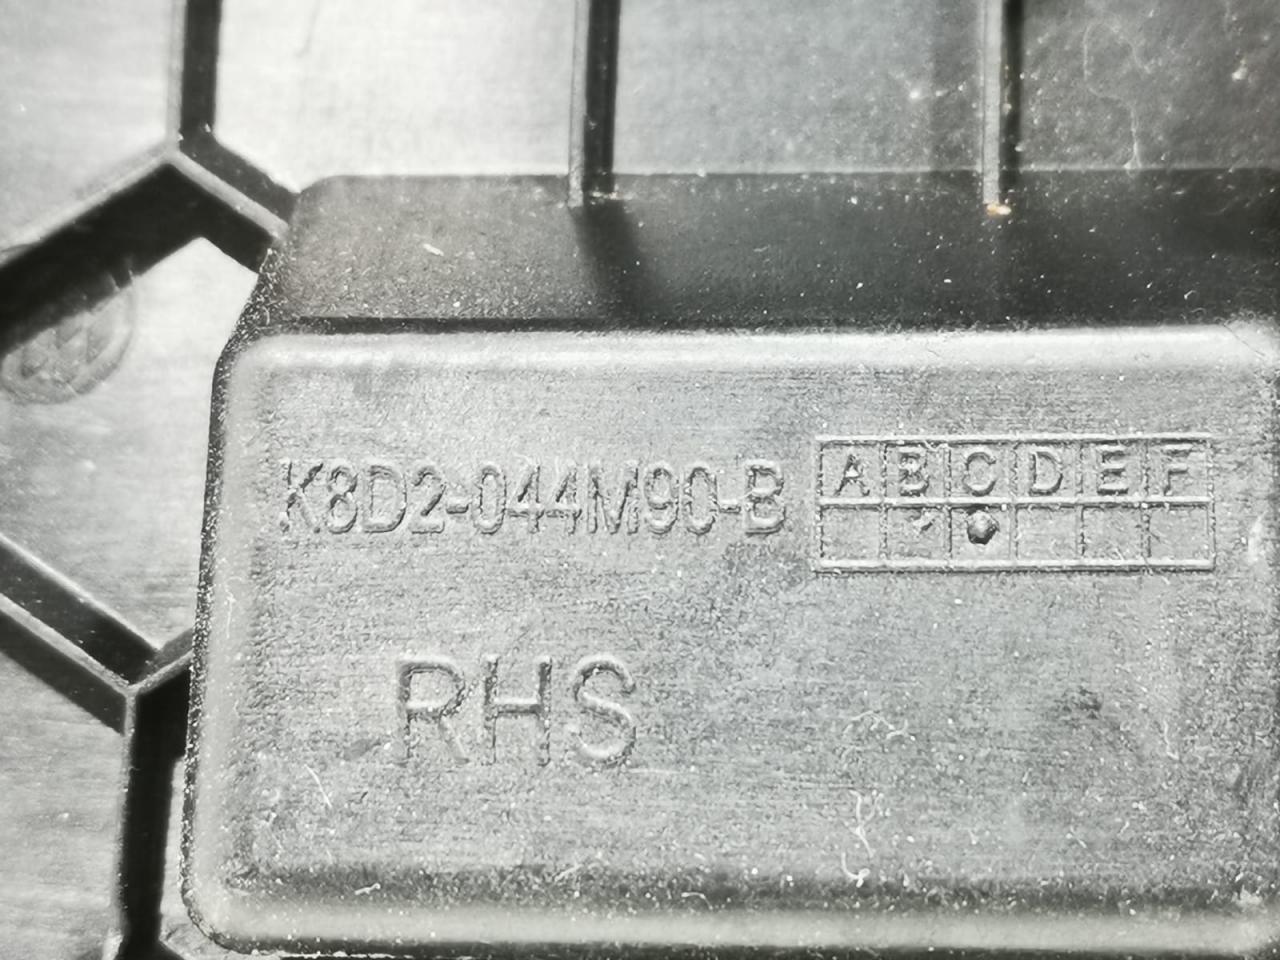 K8D2-044M90-B
A B C D E F
RHS